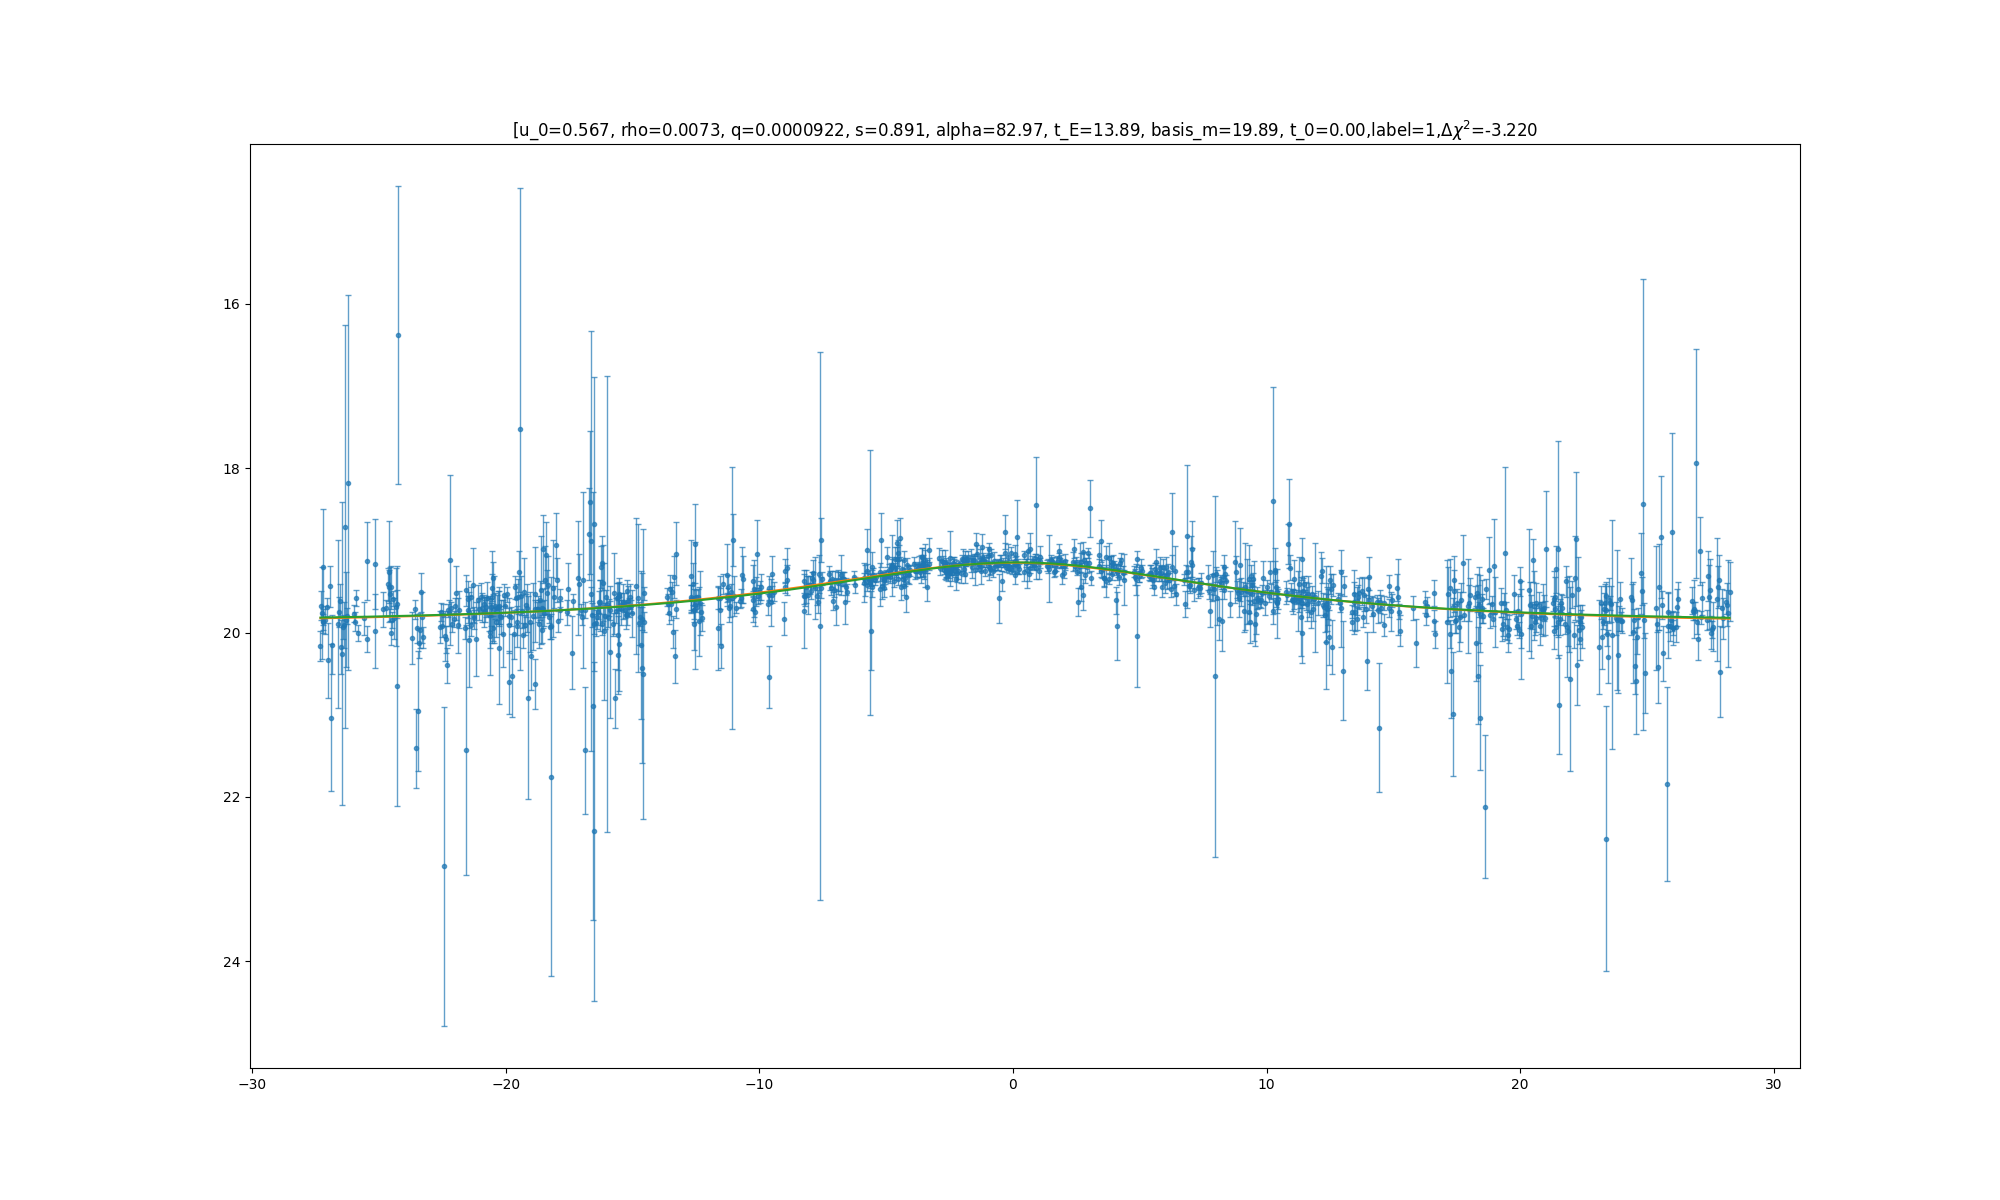 [u_0=0.567, rho=0.0073, q=0.0000922, s=0.891, alpha=82.97, t_E=13.89, basis_m=19.89, t_0=0.00,label=1,Δχ²=-3.220
16
18
20
22
24
−30 −20 −10 0 10 20 30